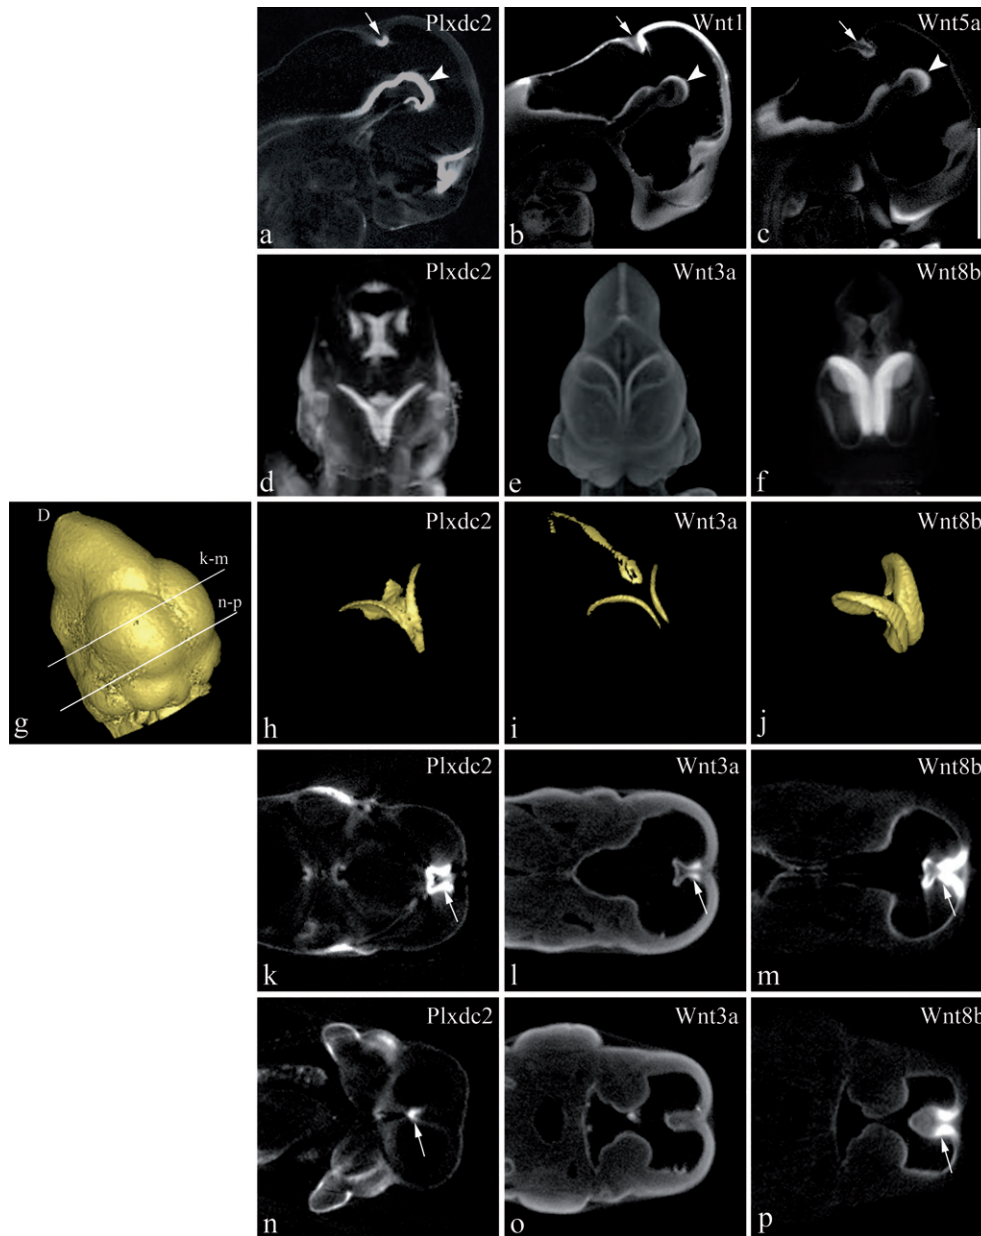 Plxdc2
a
Wnt1
b
Wnt5a
c
Plxdc2
d
Wnt3a
e
Wnt8b
f
D
k-m
n-p
g
Plxdc2
h
Wnt3a
i
Wnt8b
j
Plxdc2
k
Wnt3a
l
Wnt8b
m
Plxdc2
n
Wnt3a
o
Wnt8b
p